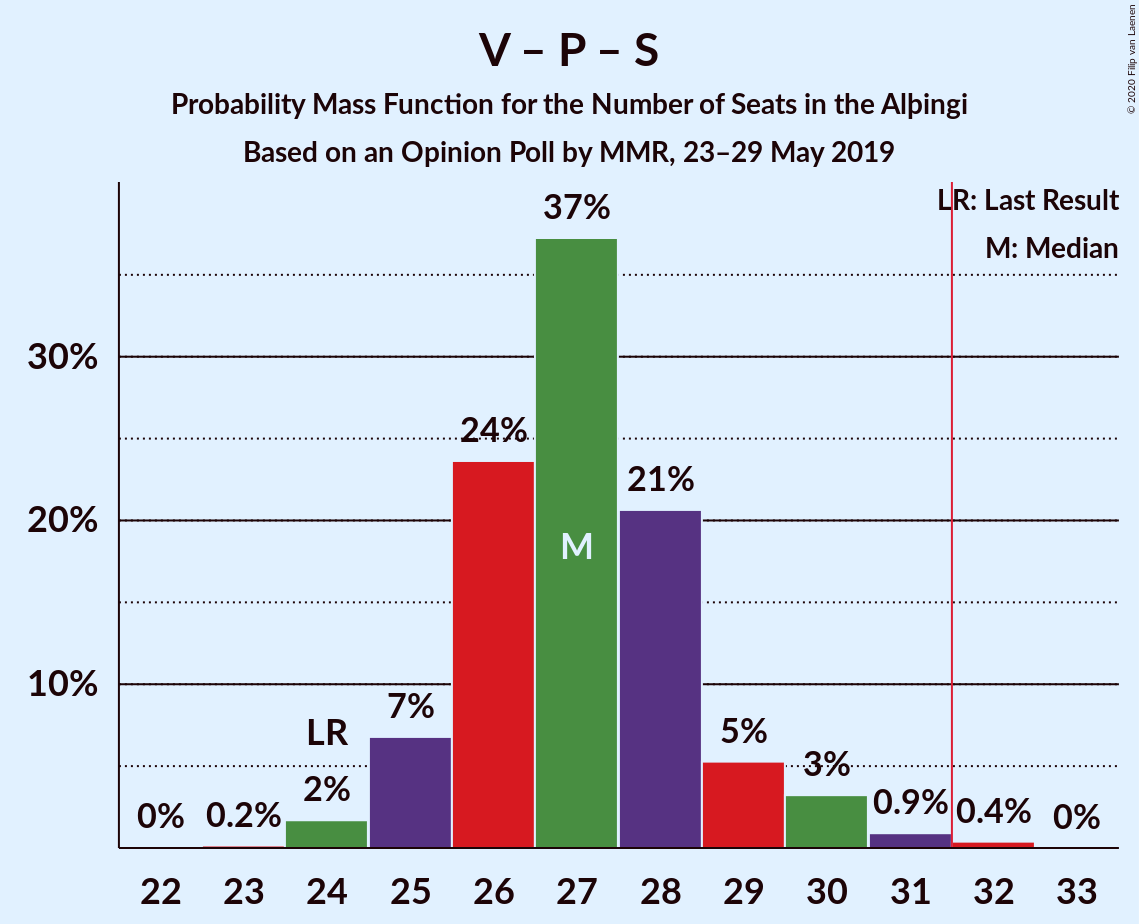 V – P – S
Probability Mass Function for the Number of Seats in the Alþingi
Based on an Opinion Poll by MMR, 23–29 May 2019
© 2020 Filip van Laenen
LR: Last Result
M: Median
30%
20%
10%
0%
0.2%
LR
2%
7%
24%
37%
M
21%
5%
3%
0.9%
0.4%
0%
22 23 24 25 26 27 28 29 30 31 32 33